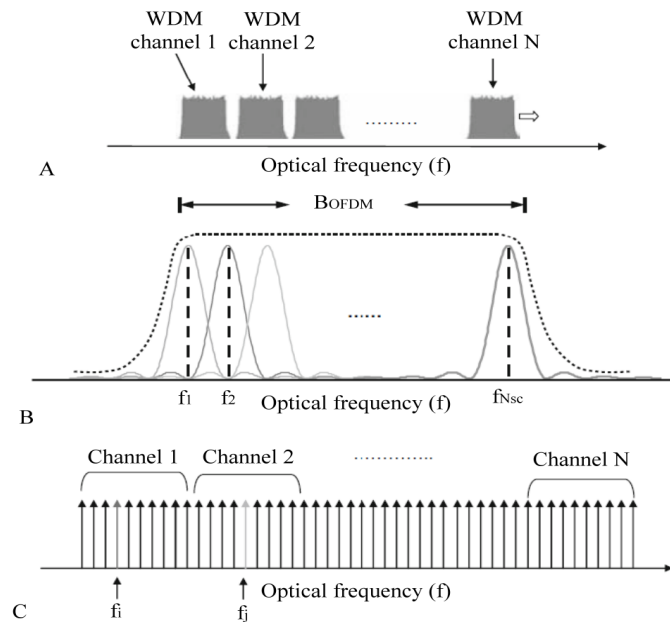 WDM channel 1
WDM channel 2
WDM channel N
.........
Optical frequency (f)
A
BOFDM
......
f1
f2
fNsc
Optical frequency (f)
B
Channel 1
Channel 2
..............
Channel N
Optical frequency (f)
fi
fj
C